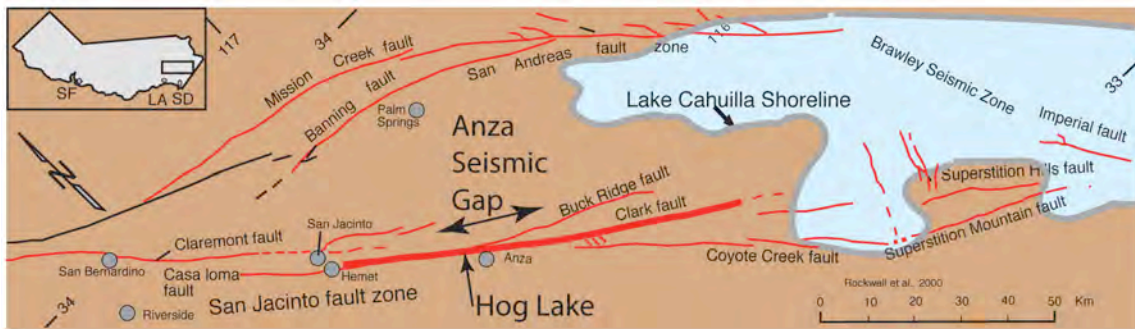 117
34
116
33
34
SF
LA SD
Mission Creek fault
Banning fault
San Andreas fault zone
Palm
Springs
Brawley Seismic
Zone
Imperial fault
Lake Cahuilla Shoreline
Anza
Seismic
Gap
Superstition Hills fault
Superstition Mountain fault
Buck Ridge fault
Clark fault
Coyote Creek fault
San Jacinto
Claremont fault
San Bernardino
Casa loma
fault
Hemet
Anza
San Jacinto fault zone
Hog Lake
Riverside
Rockwall et al., 2000
0 10 20 30 40 50 Km